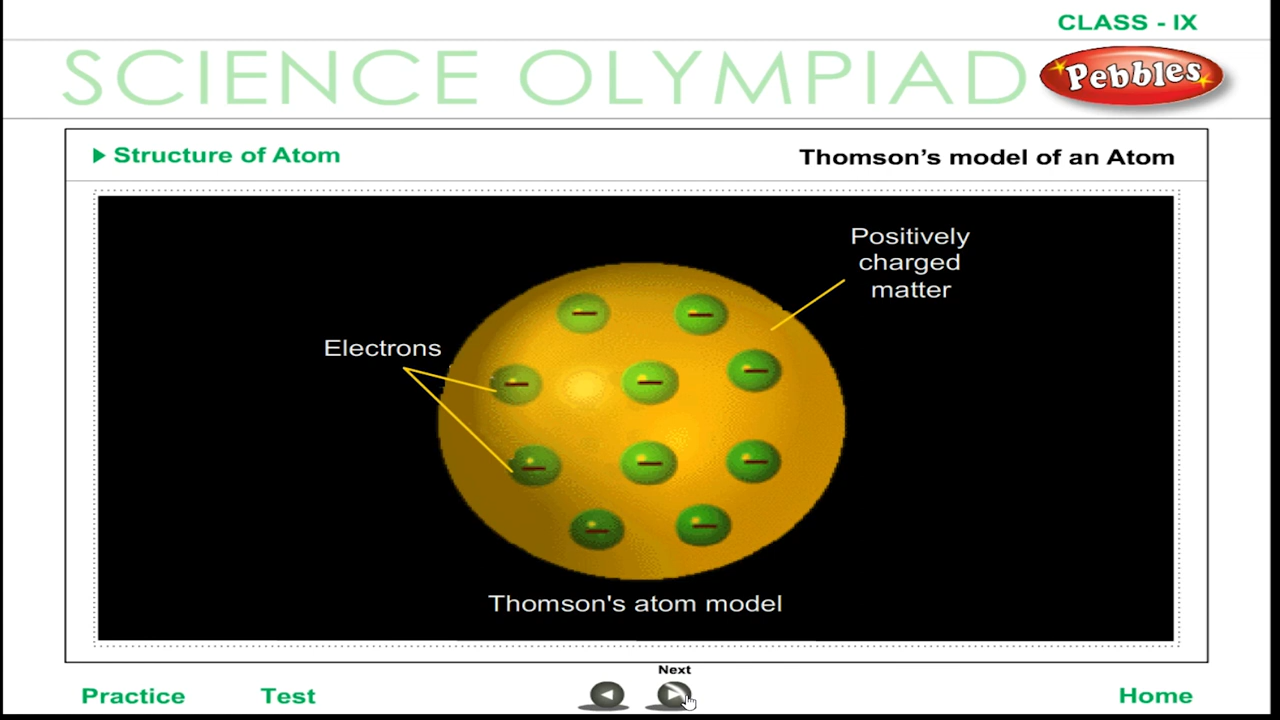 CLASS - IX
SCIENCE OLYMPIAD
Pebbles
Structure of Atom
Thomson's model of an Atom
Positively
charged
matter
Electrons
Thomson's atom model
Next
Practice
Test
Home